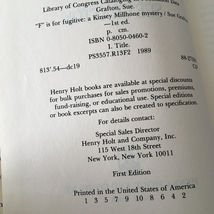 Library of Congress Cataloging
Grafton, Sue.
"F" is for fugitive: a Kinsey Millhone mystery / Sue Grafton.
—1st ed.
p. cm.
ISBN 0-8050-0460-2
I. Title.
PS3557.R13F2 1989
813'.54—dc19
Henry Holt books are available at special discounts
for bulk purchases for sales promotions, premiums,
fund-raising, or educational use. Special editions
or book excerpts can also be created to specification.
For details contact:
Special Sales Director
Henry Holt and Company, Inc.
115 West 18th Street
New York, New York 10011
First Edition
Printed in the United States of America
1 3 5 7 9 10 8 6 4 2